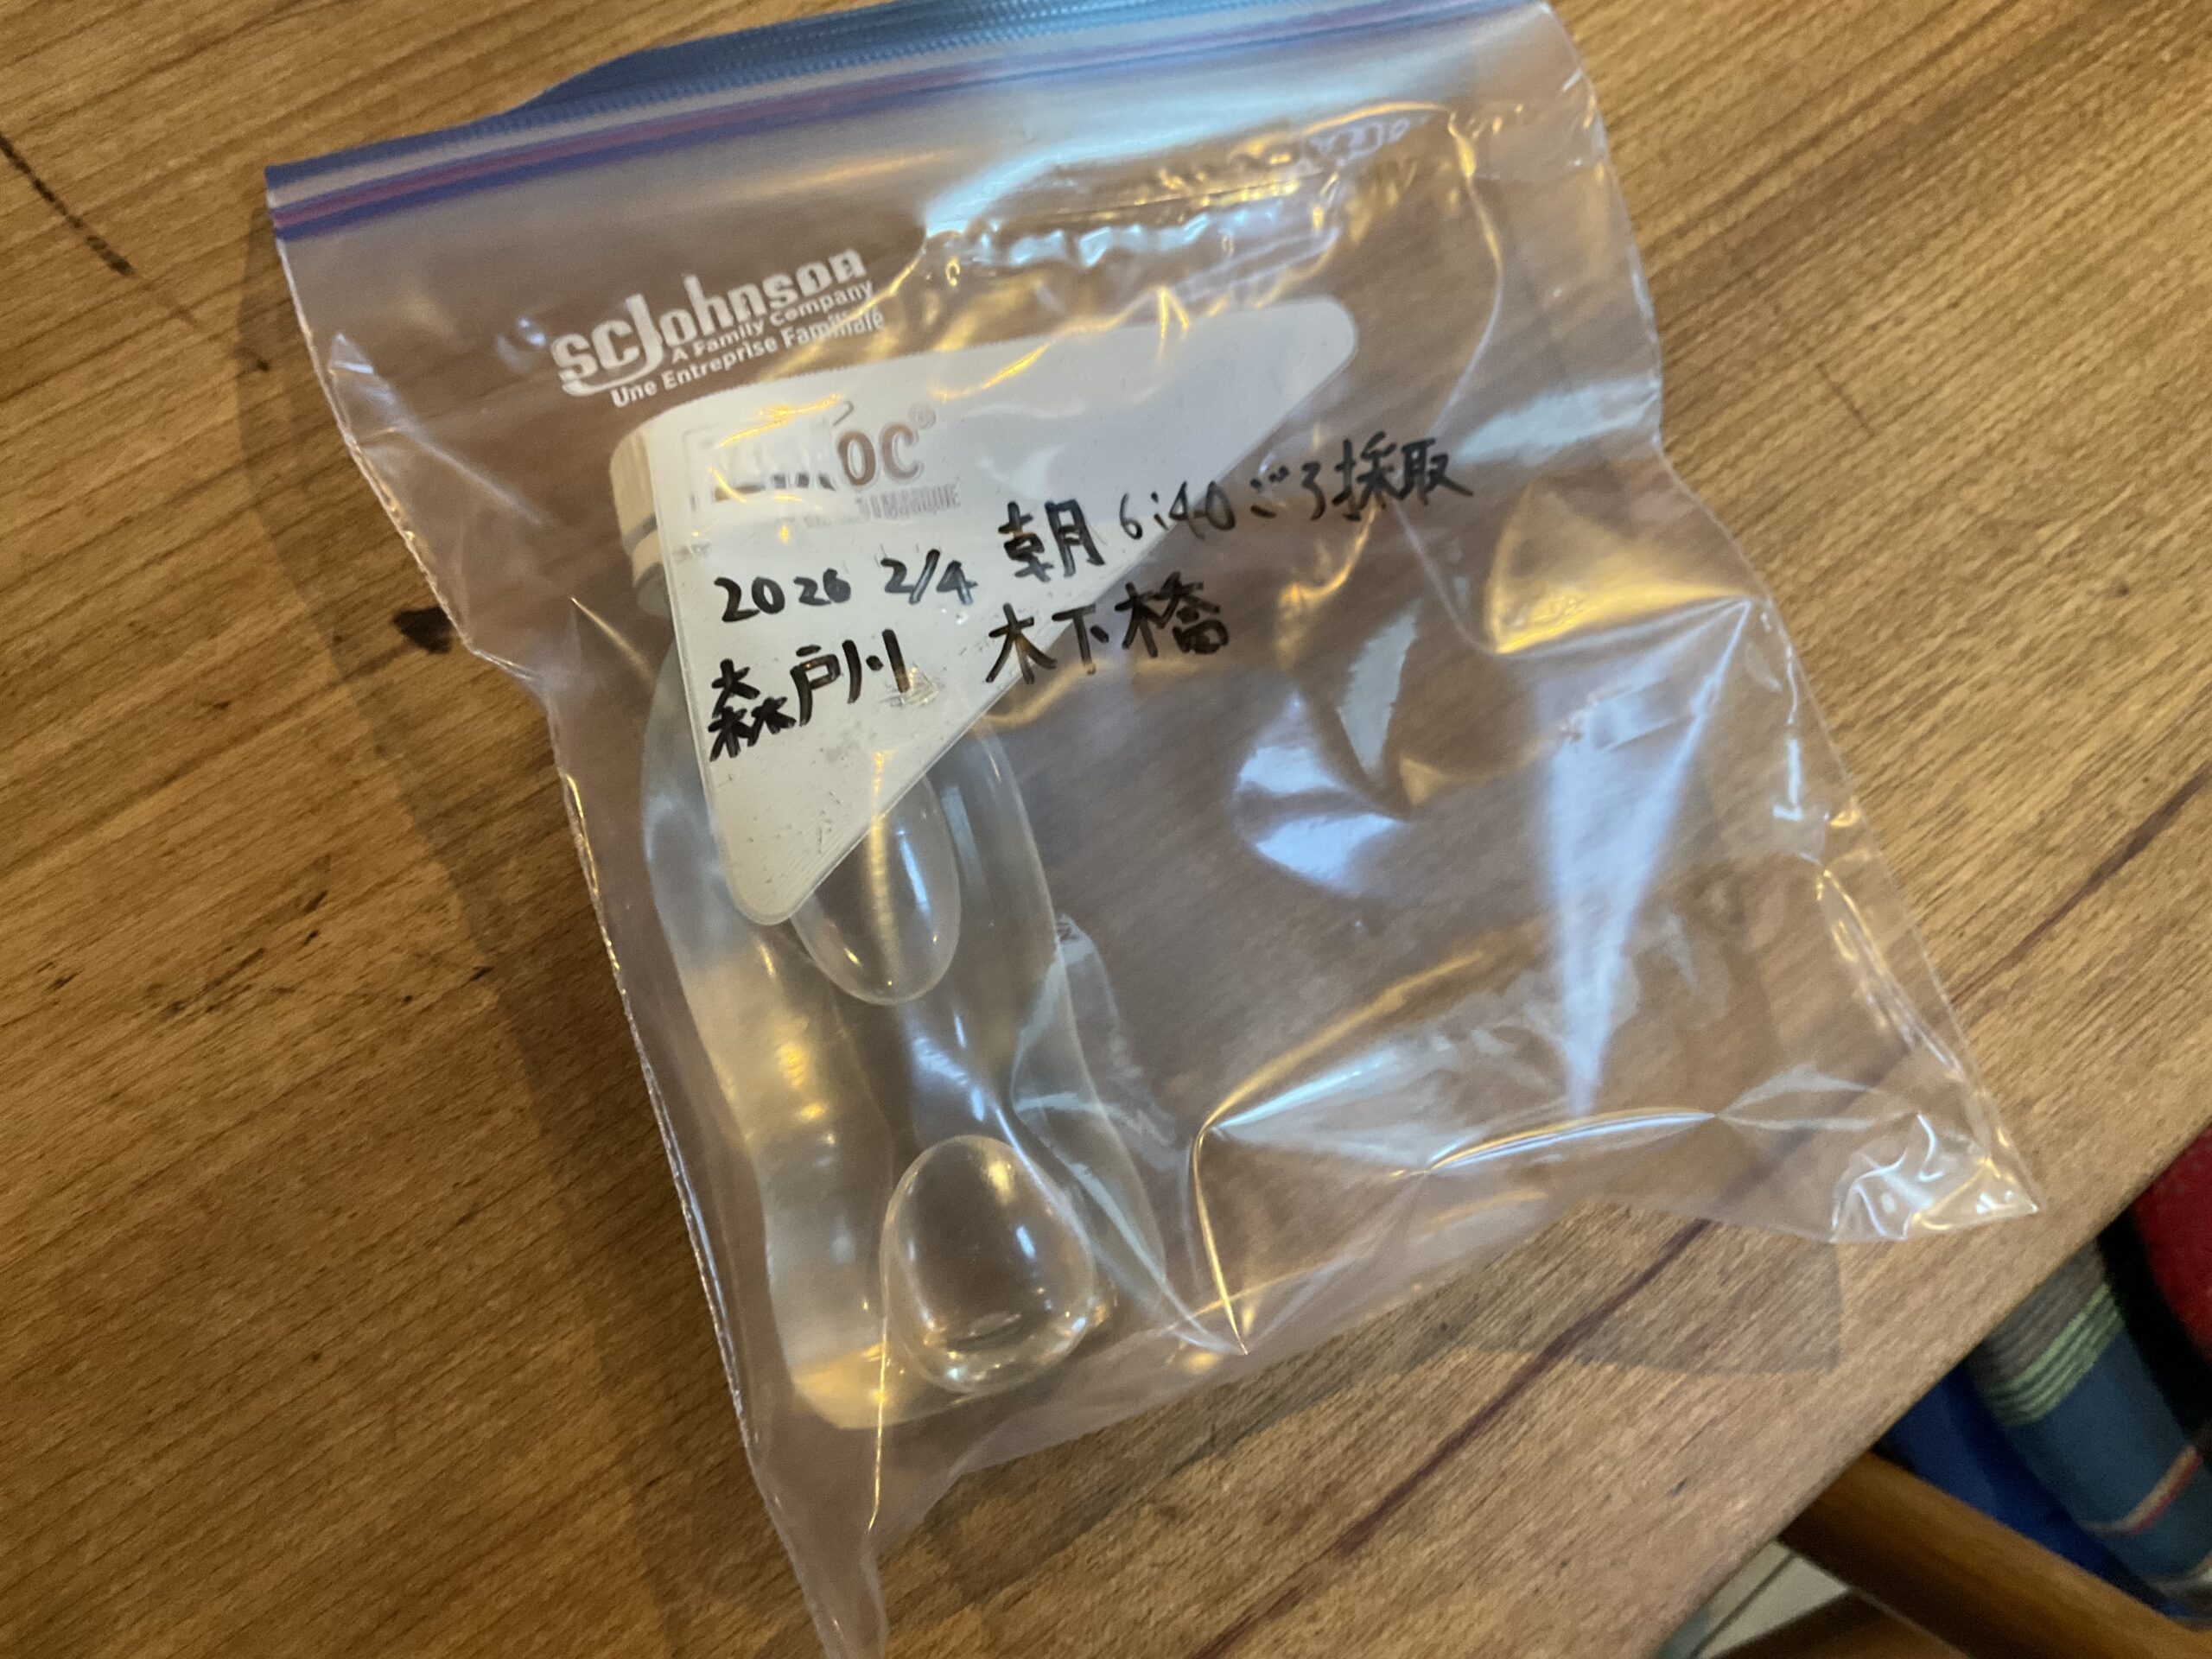 SCJohnson
A Family Company
Une Entreprise Familiale
2026 2/4 朝 6:40ごろ採取
森戸川 木下橋